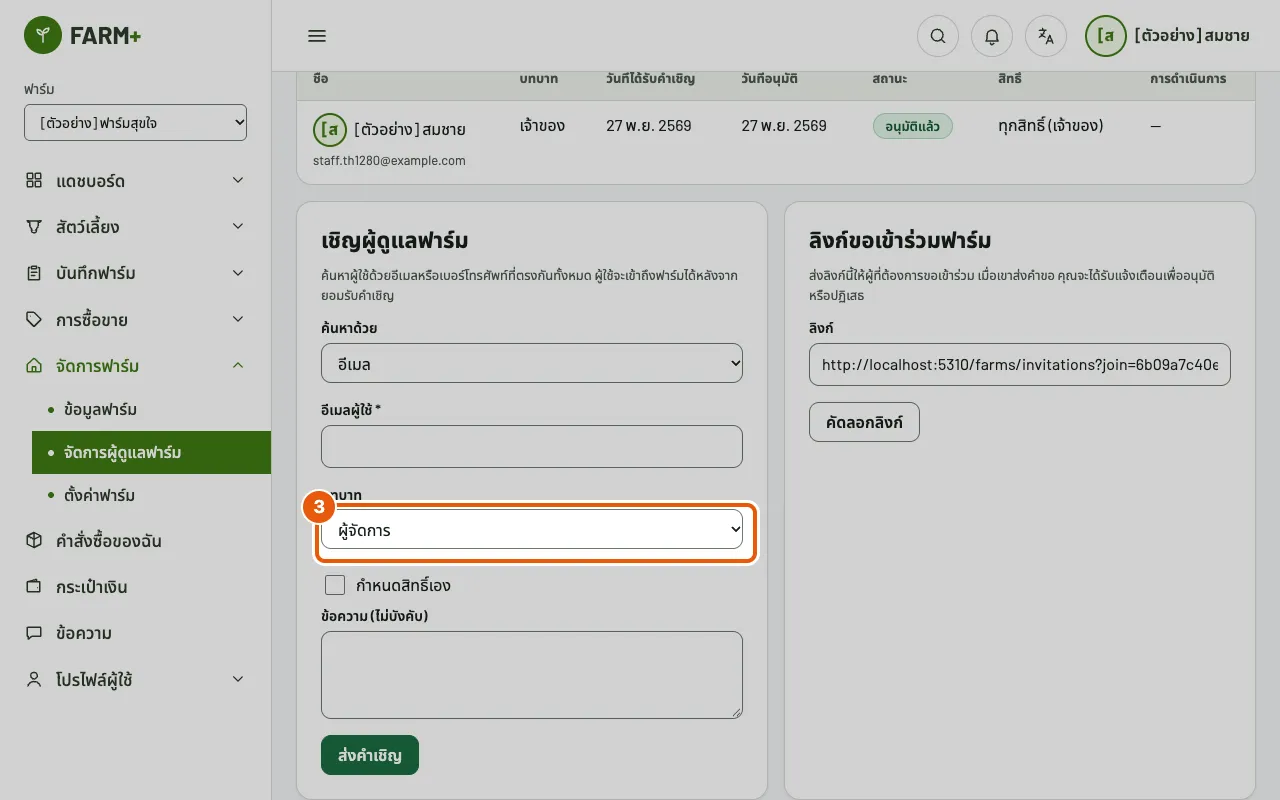 FARM+
[ส
[ตัวอย่าง] สมชาย
ฟาร์ม
[ตัวอย่าง] ฟาร์มสุขใจ
แดชบอร์ด
สัตว์เลี้ยง
บันทึกฟาร์ม
การซื้อขาย
จัดการฟาร์ม
ข้อมูลฟาร์ม
จัดการผู้ดูแลฟาร์ม
ตั้งค่าฟาร์ม
คำสั่งซื้อของฉัน
กระเป๋าเงิน
ข้อความ
โปรไฟล์ผู้ใช้
ชื่อ บทบาท วันที่ได้รับคำเชิญ วันที่อนุมัติ สถานะ สิทธิ์ การดำเนินการ
[ส [ตัวอย่าง] สมชาย เจ้าของ 27 พ.ย. 2569 27 พ.ย. 2569 อนุมัติแล้ว ทุกสิทธิ์ (เจ้าของ) —
staff.th1280@example.com
เชิญผู้ดูแลฟาร์ม
ค้นหาผู้ใช้ด้วยอีเมลหรือเบอร์โทรศัพท์ที่ตรงกันทั้งหมด ผู้ใช้จะเข้าถึงฟาร์มได้หลังจาก
ยอมรับคำเชิญ
ค้นหาด้วย
อีเมล
อีเมลผู้ใช้ *
3
ผู้จัดการ
กำหนดสิทธิ์เอง
ข้อความ (ไม่บังคับ)
ส่งคำเชิญ
ลิงก์ขอเข้าร่วมฟาร์ม
ส่งลิงก์นี้ให้ผู้ที่ต้องการขอเข้าร่วม เมื่อเขาส่งคำขอ คุณจะได้รับแจ้งเตือนเพื่ออนุมัติ
หรือปฏิเสธ
ลิงก์
http://localhost:5310/farms/invitations?join=6b09a7c40e
คัดลอกลิงก์